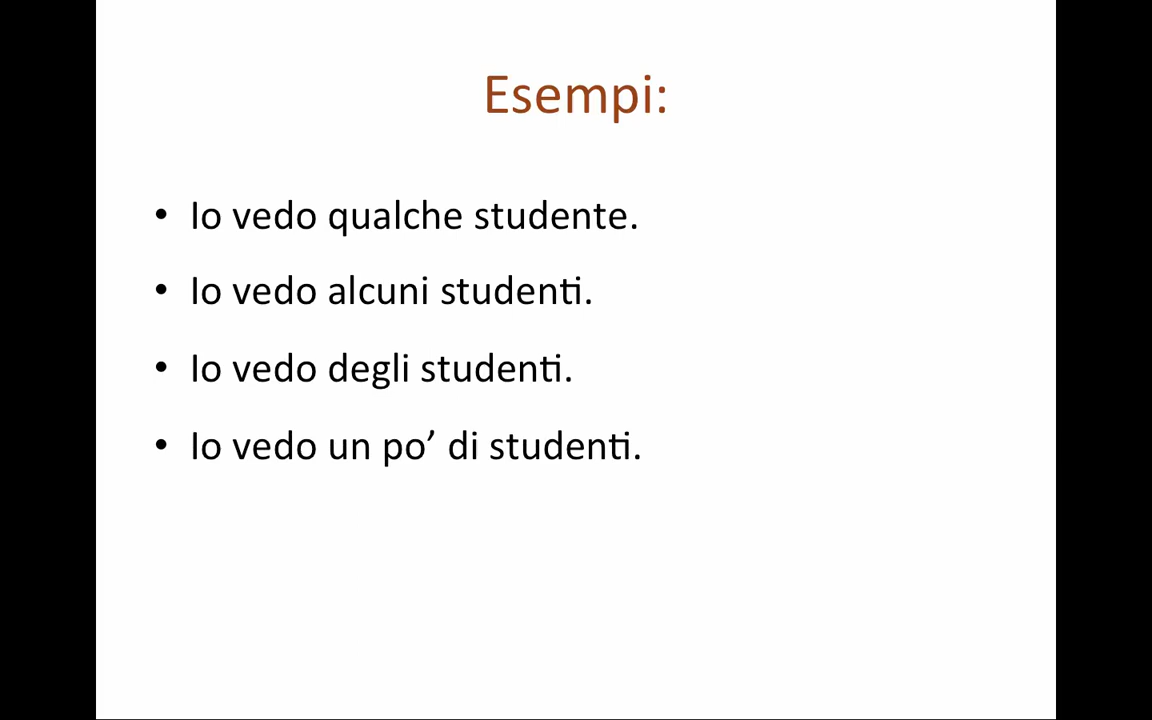 Esempi:
• Io vedo qualche studente.
• Io vedo alcuni studenti.
• Io vedo degli studenti.
• Io vedo un po’ di studenti.